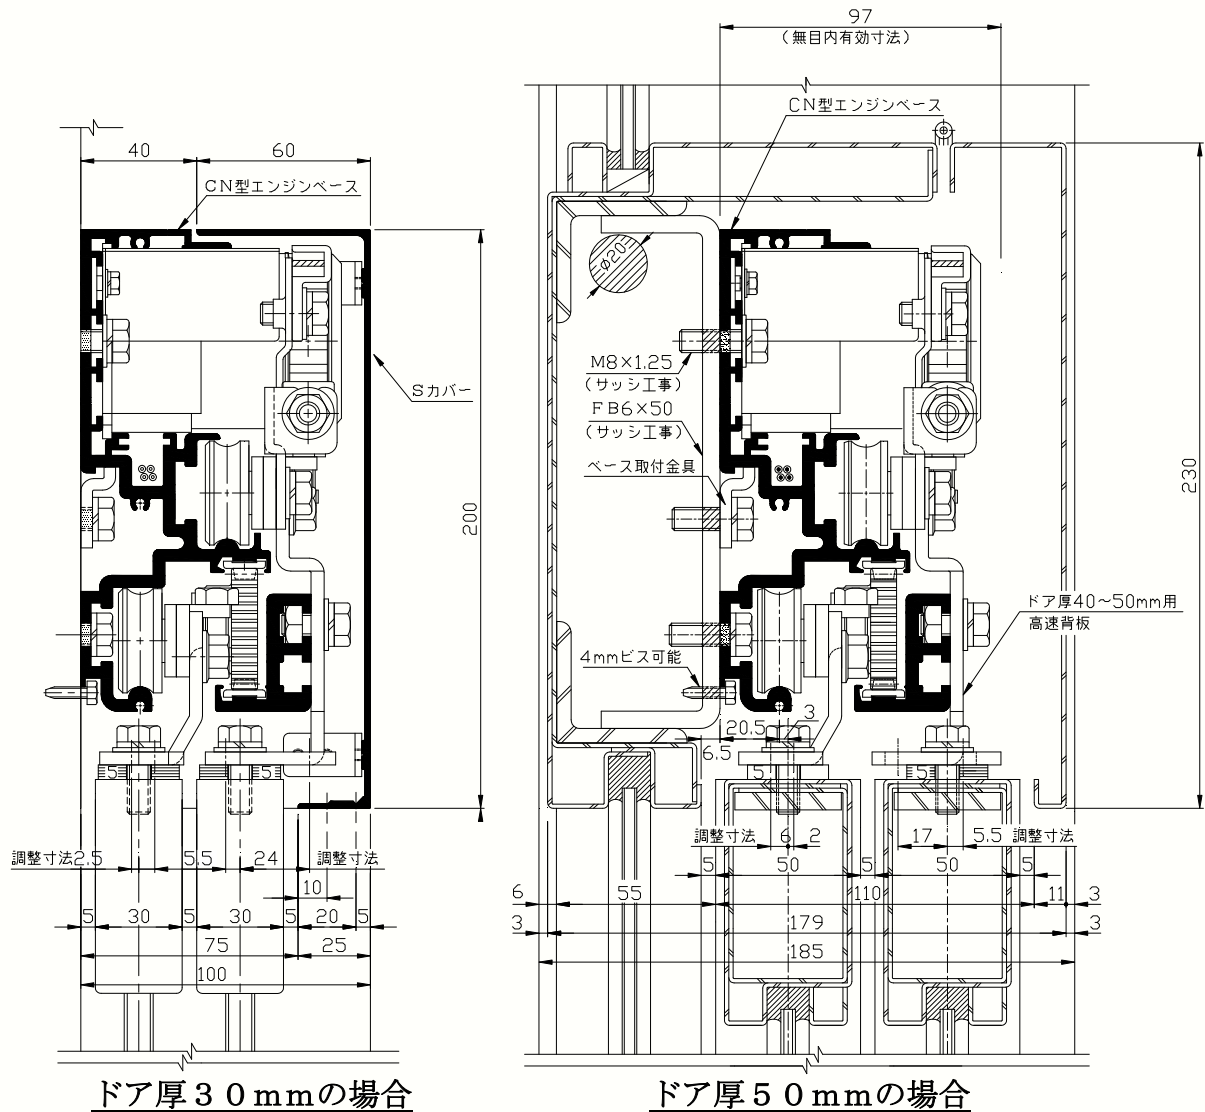 97
(無目内有効寸法)
CN型エンジンベース
40
60
CN型エンジンベース
φ20
M8×1.25
(サッシ工事)
FB6×50
(サッシ工事)
ベース取付金具
Sカバー
200
230
ドア厚40～50mm用
高速背板
4mmビス可能
20.5
3
6.5
5
5
5
5
調整寸法
6
2
17
5.5
調整寸法
調整寸法2.5
5.5
24
調整寸法
5
50
5
50
5
10
6
55
110
11
3
5
30
5
30
5
20
5
3
179
3
75
25
185
100
ドア厚30mmの場合
ドア厚50mmの場合